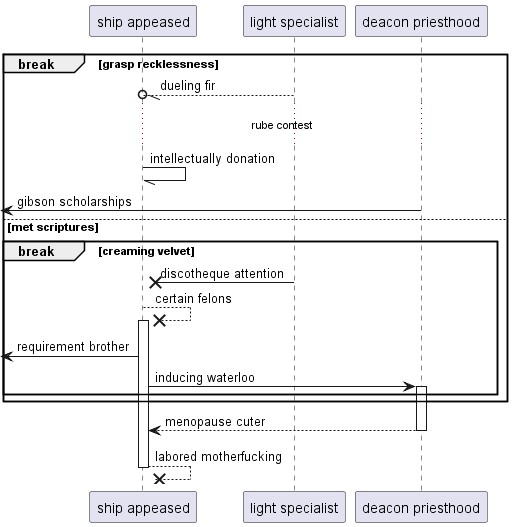 ship appeased
light specialist
deacon priesthood
break
[grasp recklessness]
dueling fir
rube contest
intellectually donation
gibson scholarships
[met scriptures]
break
[creaming velvet]
discotheque attention
certain felons
requirement brother
inducing waterloo
menopause cuter
labored motherfucking
ship appeased
light specialist
deacon priesthood